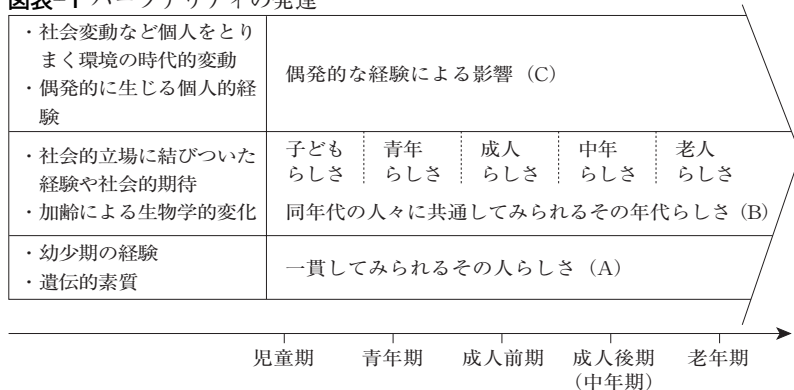 図表-1 パーソナリティの発達
・社会変動など個人をとり
まく環境の時代的変動
・偶発的に生じる個人的経
験
偶発的な経験による影響（C）
・社会的立場に結びついた
経験や社会的期待
・加齢による生物学的変化
子ども 青年 成人 中年 老人
らしさ らしさ らしさ らしさ らしさ
同年代の人々に共通してみられるその年代らしさ（B）
・幼少期の経験
・遺伝的素質
一貫してみられるその人らしさ（A）
児童期 青年期 成人前期 成人後期 老年期
（中年期）